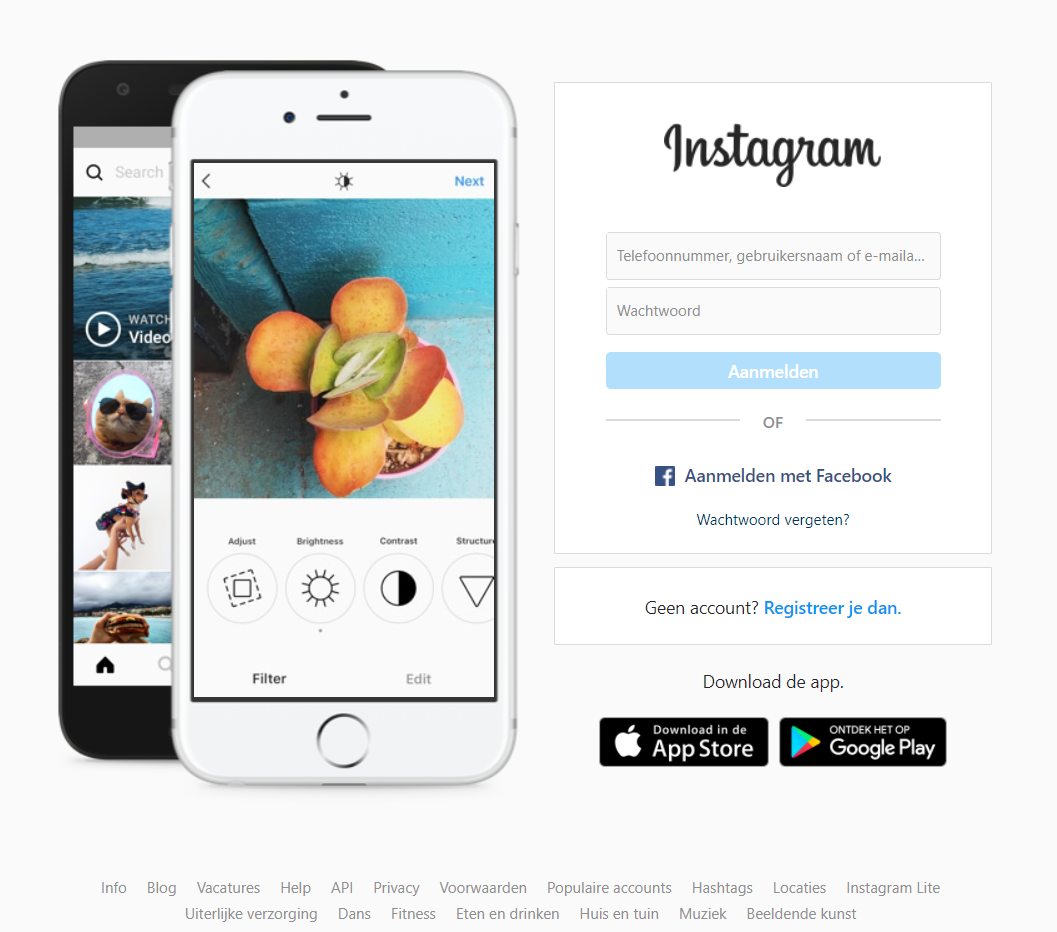 Search
WATCH
Video
Next
Adjust
Brightness
Contrast
Structure
Filter
Edit
Instagram
Telefoonnummer, gebruikersnaam of e-maila...
Wachtwoord
Aanmelden
OF
Aanmelden met Facebook
Wachtwoord vergeten?
Geen account? Registreer je dan.
Download de app.
Download in de
App Store
ONTDEK HET OP
Google Play
Info Blog Vacatures Help API Privacy Voorwaarden Populaire accounts Hashtags Locaties Instagram Lite
Uiterlijke verzorging Dans Fitness Eten en drinken Huis en tuin Muziek Beeldende kunst